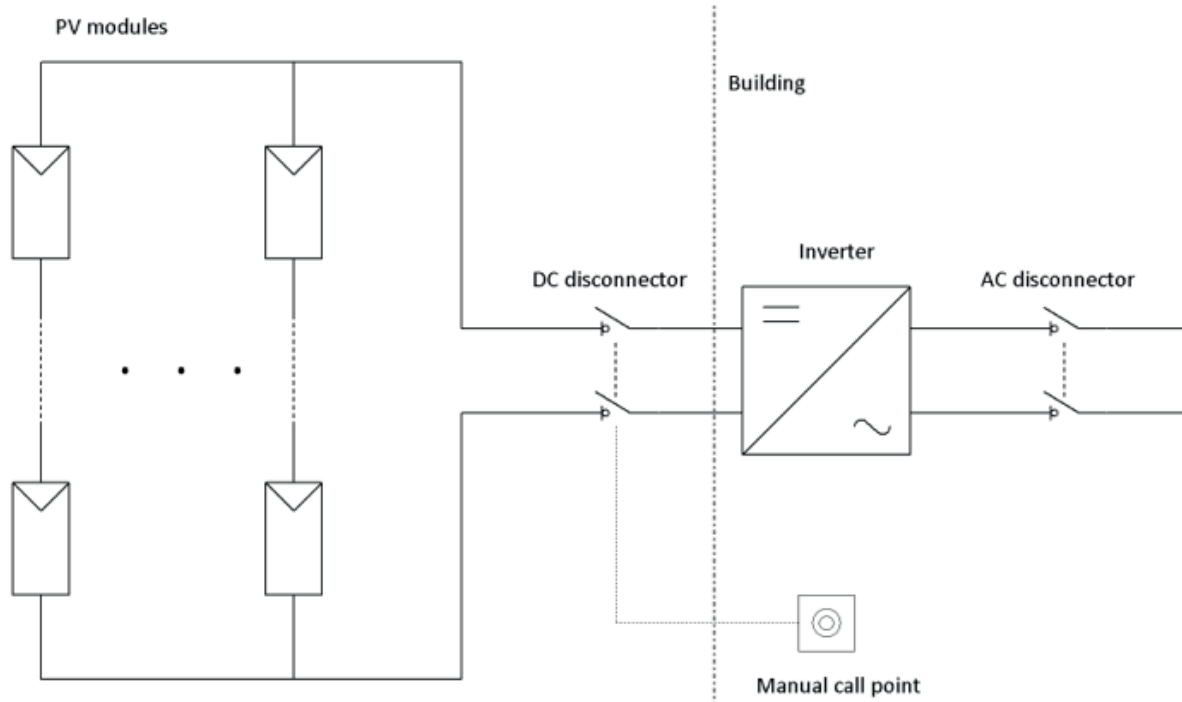 PV modules
Building
Inverter
DC disconnector
AC disconnector
Manual call point